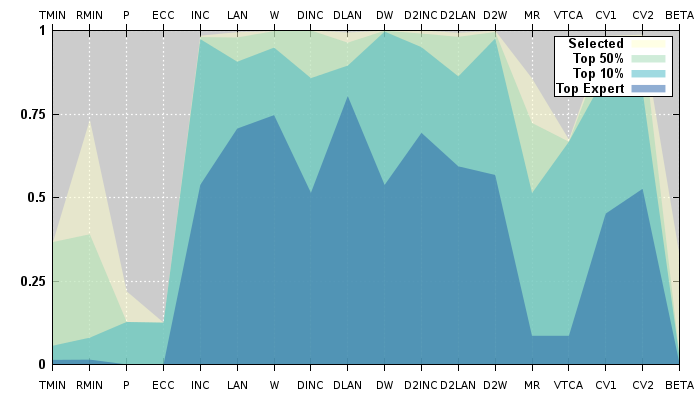 TMIN RMIN P ECC INC LAN W DINC DLAN DW D2INC D2LAN D2W MR VTCA CV1 CV2 BETA
1
Selected
Top 50%
Top 10%
Top Expert
0.75
0.5
0.25
0
TMIN RMIN P ECC INC LAN W DINC DLAN DW D2INC D2LAN D2W MR VTCA CV1 CV2 BETA